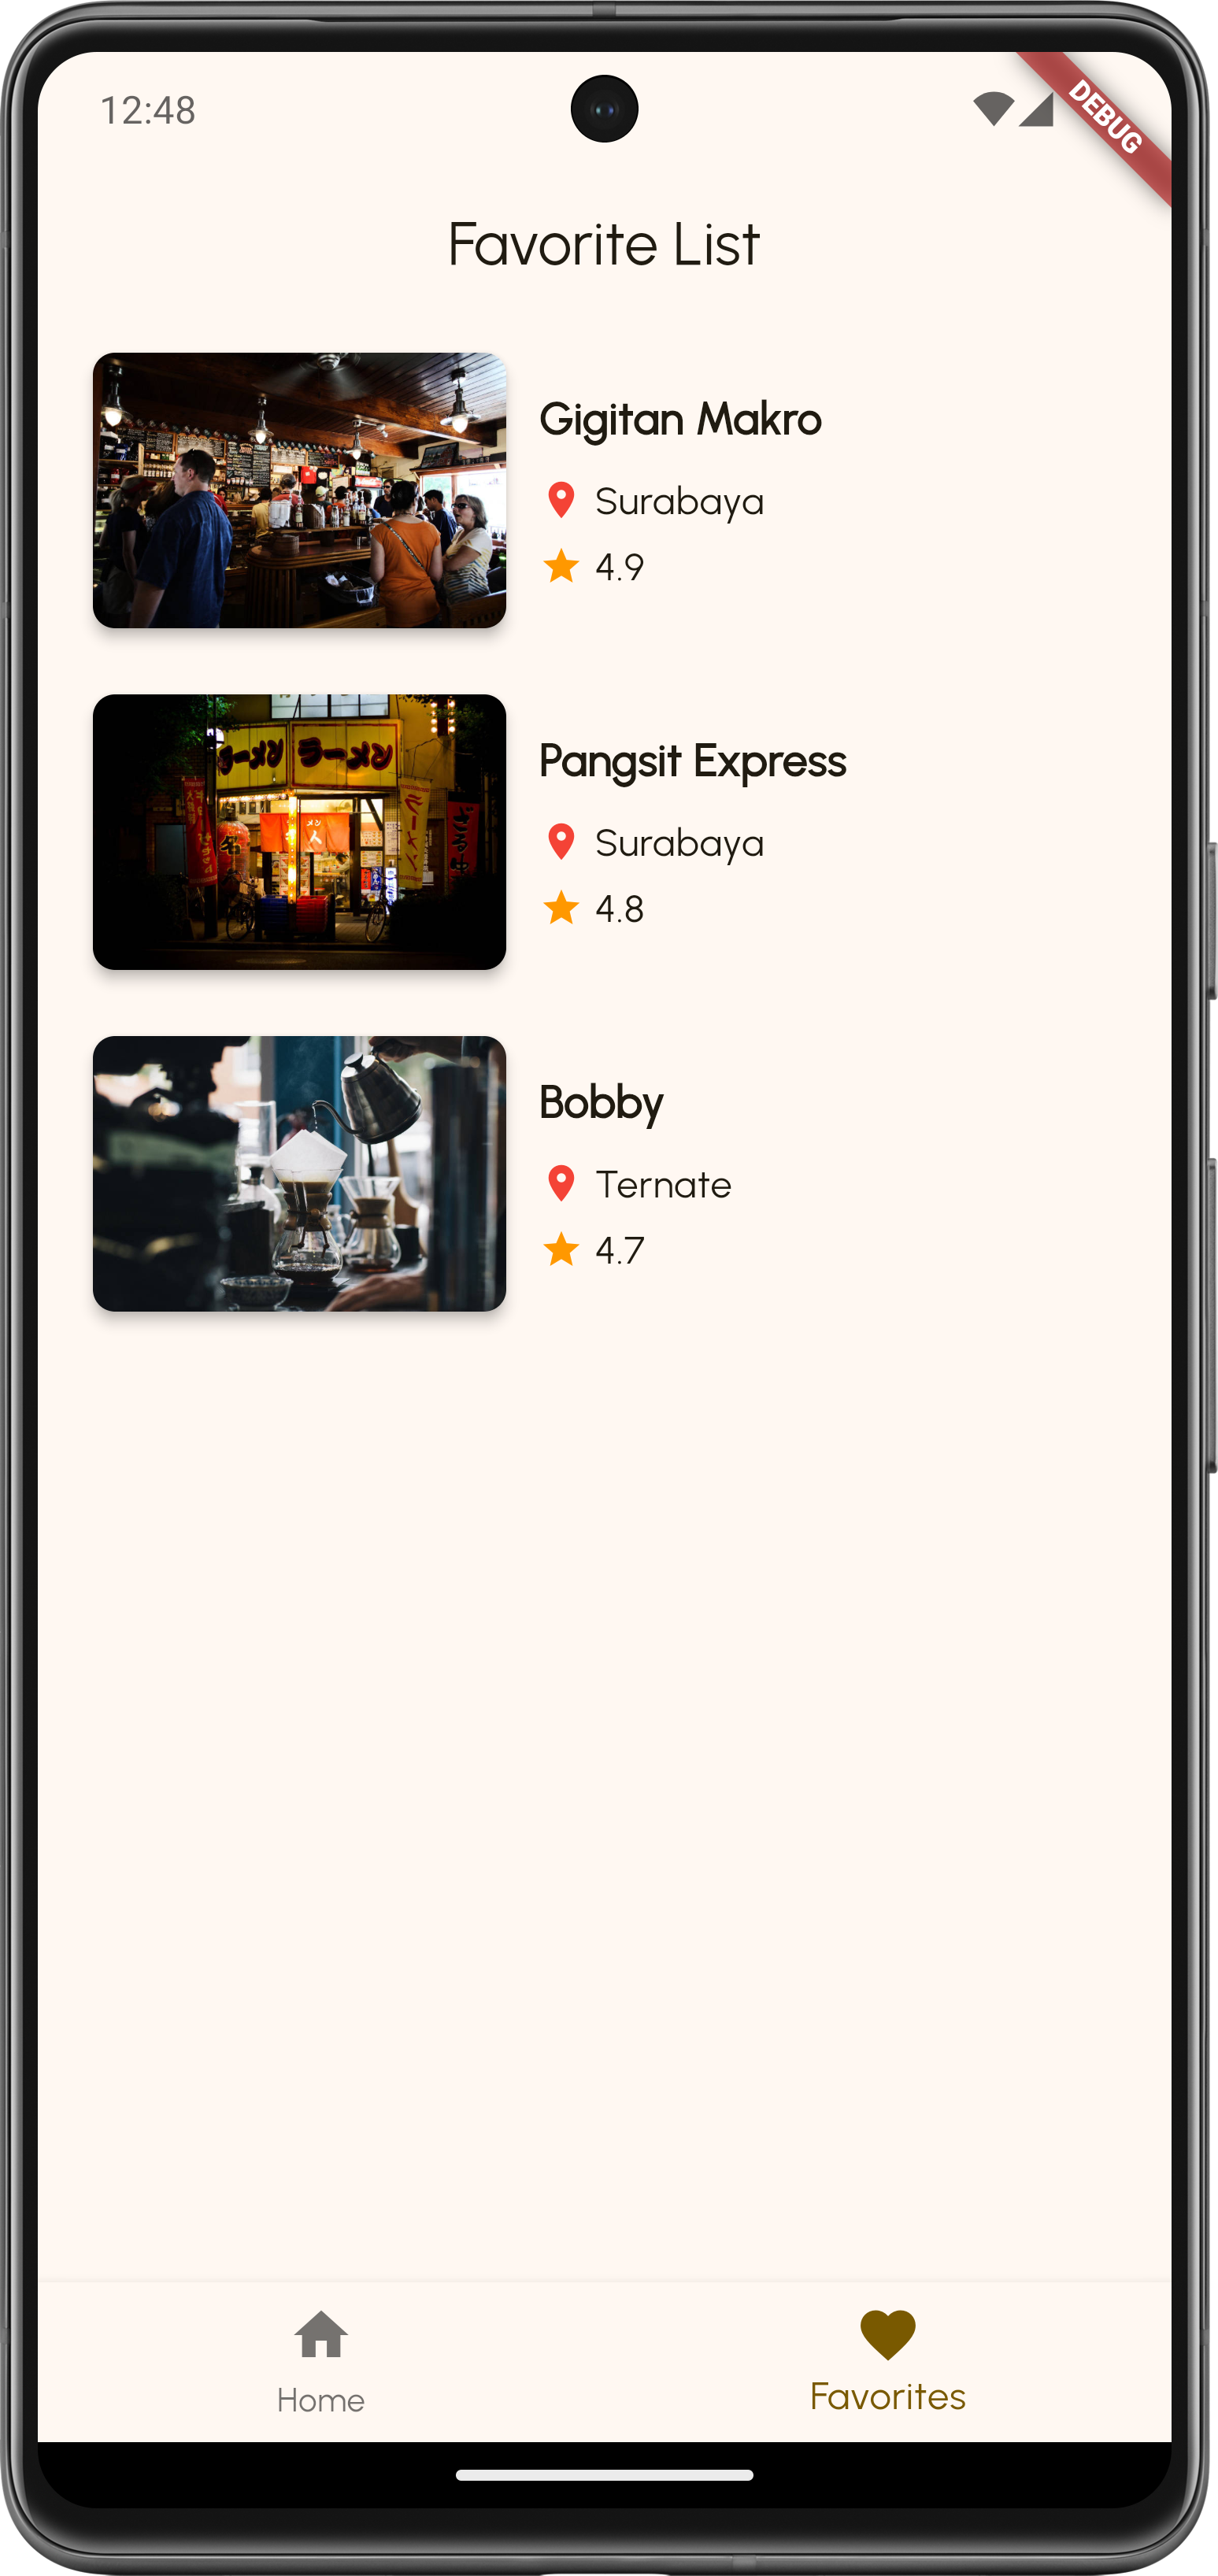 12:48
DEBUG
Favorite List
Gigitan Makro
Surabaya
4.9
ラーメン
ラーメン
Pangsit Express
Surabaya
4.8
Bobby
Ternate
4.7
Home
Favorites